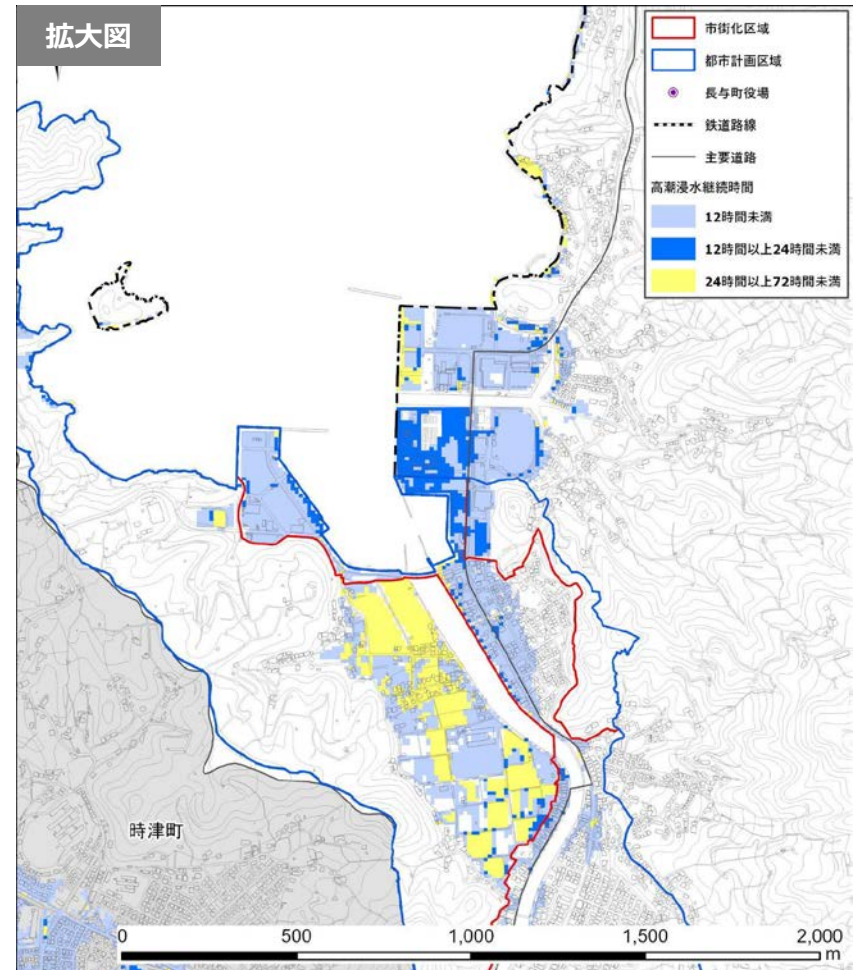 拡大図
市街化区域
都市計画区域
長与町役場
鉄道路線
主要道路
高潮浸水継続時間
12時間未満
12時間以上24時間未満
24時間以上72時間未満
時津町
0 500 1,000 1,500 2,000
m